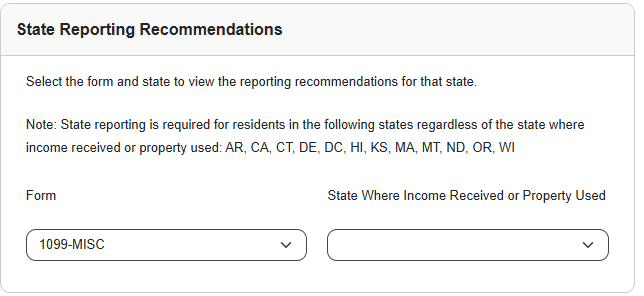 State Reporting Recommendations
Select the form and state to view the reporting recommendations for that state.
Note: State reporting is required for residents in the following states regardless of the state where
income received or property used: AR, CA, CT, DE, DC, HI, KS, MA, MT, ND, OR, WI
Form
State Where Income Received or Property Used
1099-MISC